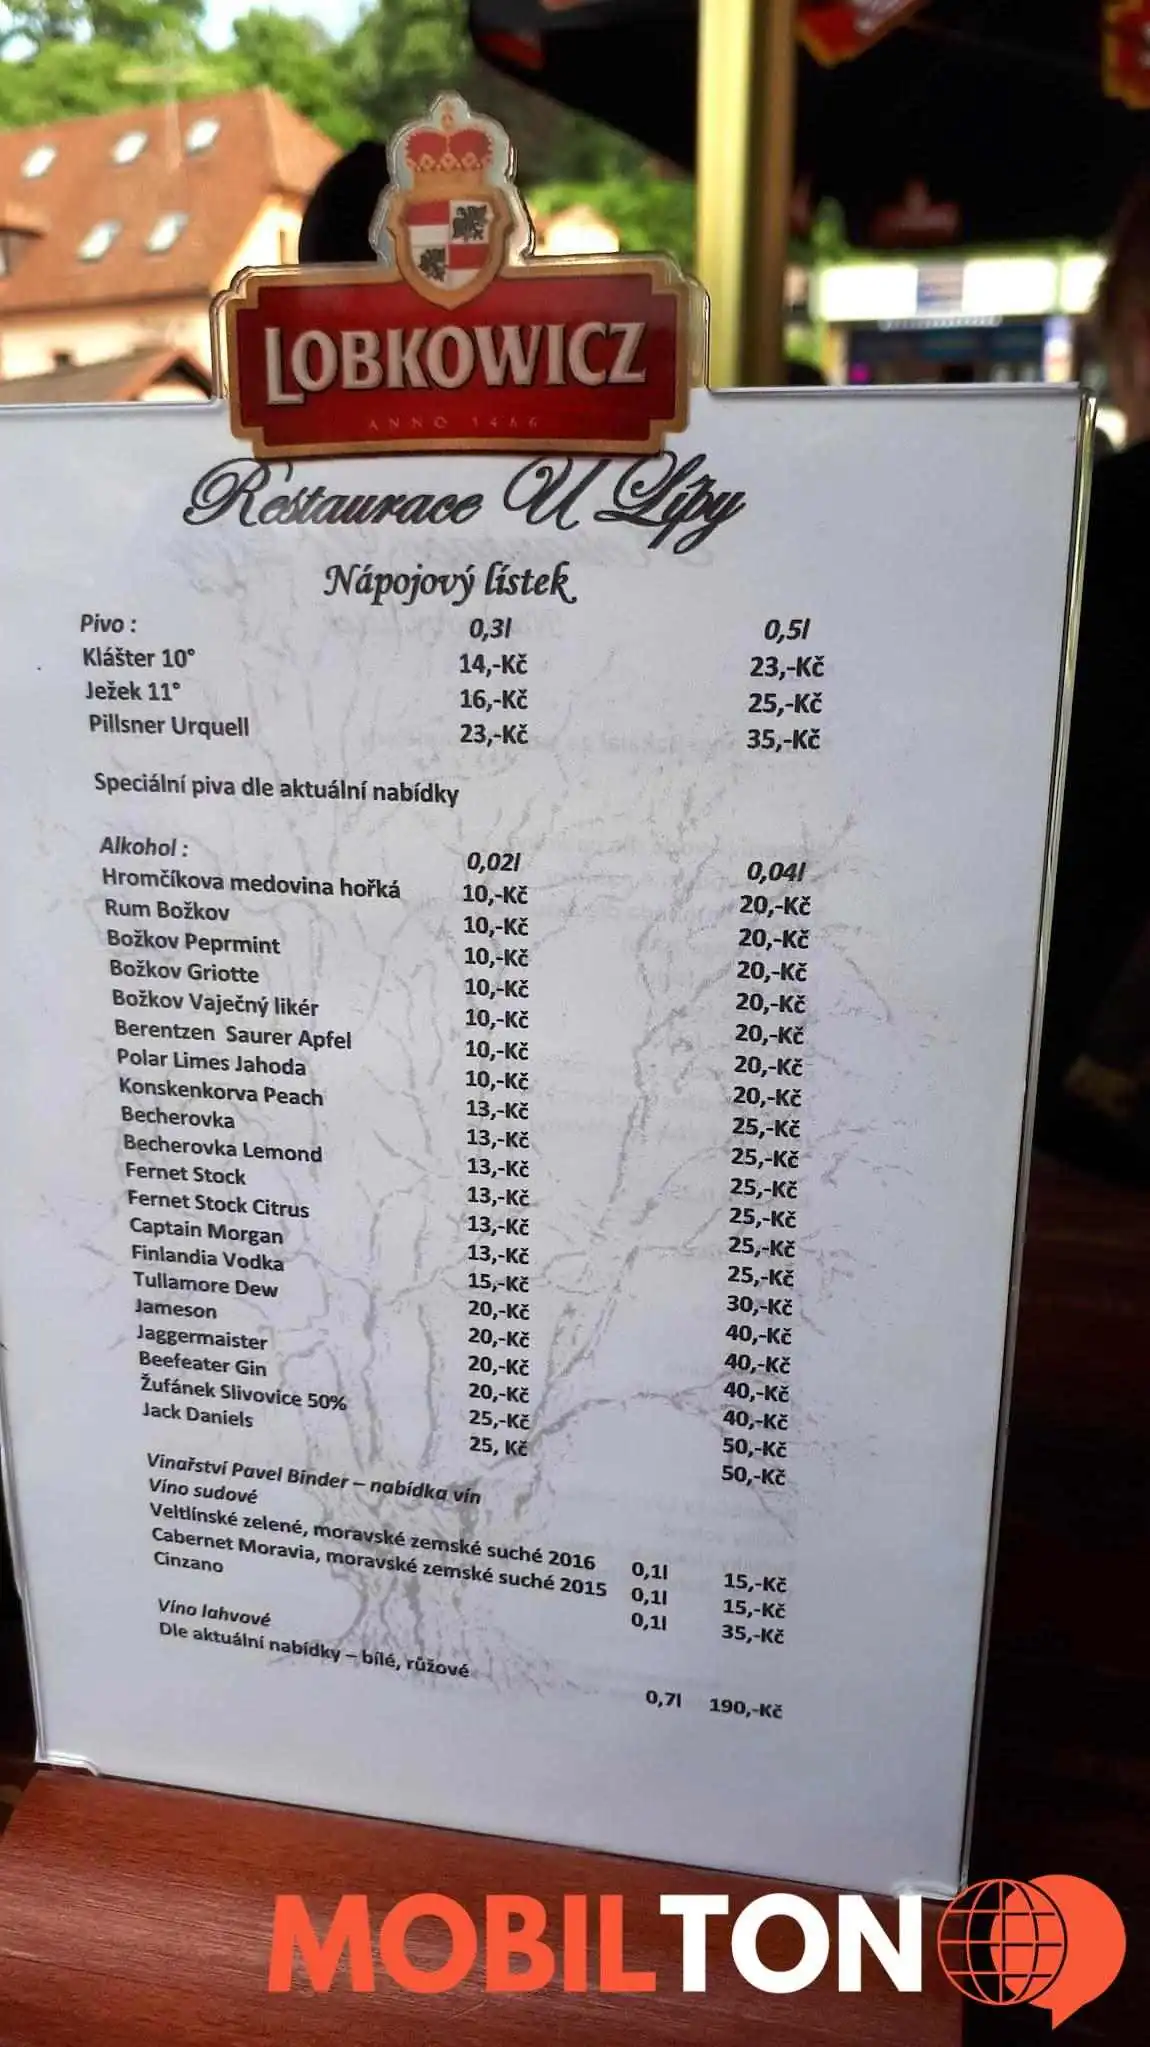 LOBKOWICZ
ANNO 1466
Restaurace U Lípy
Nápojový lístek
Pivo : 0,3l 0,5l
Klášter 10° 14,-Kč 23,-Kč
Ježek 11° 16,-Kč 25,-Kč
Pillsner Urquell 23,-Kč 35,-Kč
Speciální piva dle aktuální nabídky
Alkohol : 0,02l 0,04l
Hromčíkova medovina hořká 10,-Kč 20,-Kč
Rum Božkov 10,-Kč 20,-Kč
Božkov Peprmint 10,-Kč 20,-Kč
Božkov Griotte 10,-Kč 20,-Kč
Božkov Vaječný likér 10,-Kč 20,-Kč
Berentzen Saurer Apfel 10,-Kč 20,-Kč
Polar Limes Jahoda 10,-Kč 20,-Kč
Konskenkorva Peach 13,-Kč 25,-Kč
Becherovka 13,-Kč 25,-Kč
Becherovka Lemond 13,-Kč 25,-Kč
Fernet Stock 13,-Kč 25,-Kč
Fernet Stock Citrus 13,-Kč 25,-Kč
Captain Morgan 13,-Kč 25,-Kč
Finlandia Vodka 15,-Kč 30,-Kč
Tullamore Dew 20,-Kč 40,-Kč
Jameson 20,-Kč 40,-Kč
Jaggermaister 20,-Kč 40,-Kč
Beefeater Gin 20,-Kč 40,-Kč
Žufánek Slivovice 50% 25,-Kč 50,-Kč
Jack Daniels 25, Kč 50,-Kč
Vinařství Pavel Binder – nabídka vín
Víno sudové
Veltlínské zelené, moravské zemské suché 2016 0,1l 15,-Kč
Cabernet Moravia, moravské zemské suché 2015 0,1l 15,-Kč
Cinzano 0,1l 35,-Kč
Víno lahvové
Dle aktuální nabídky – bílé, růžové 0,7l 190,-Kč
MOBILTON